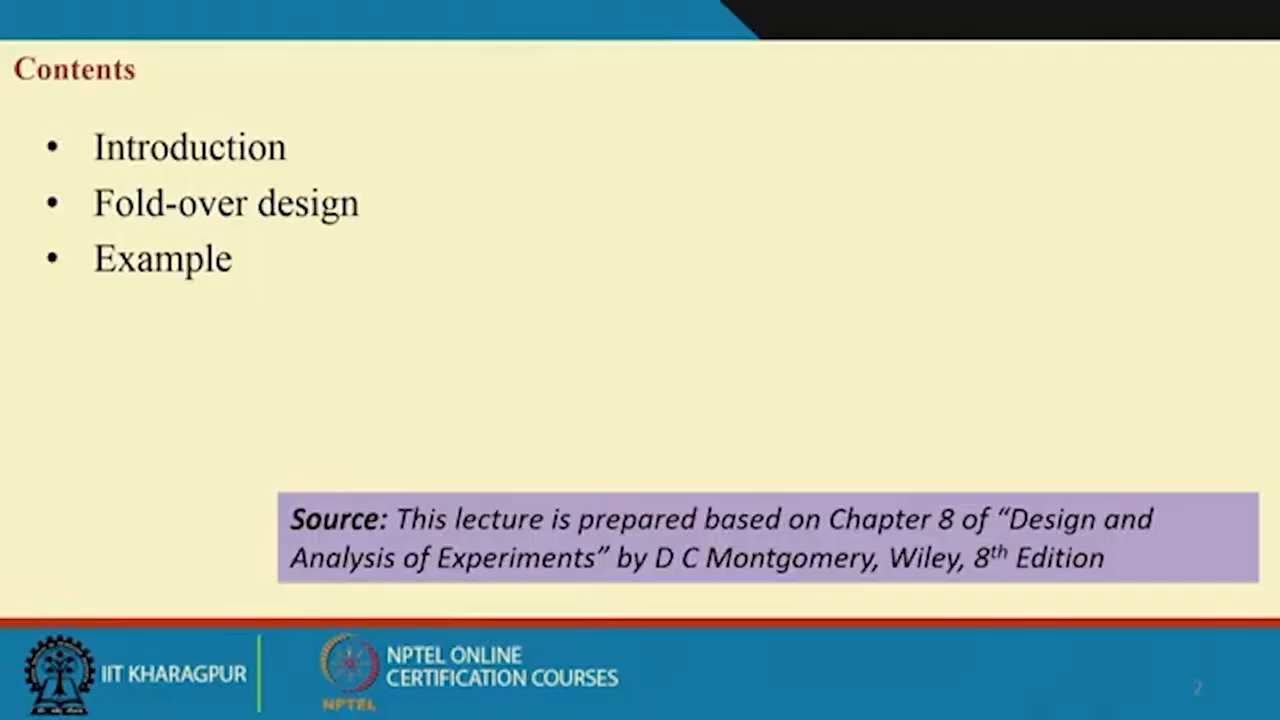 Contents
• Introduction
• Fold-over design
• Example
Source: This lecture is prepared based on Chapter 8 of “Design and
Analysis of Experiments” by D C Montgomery, Wiley, 8th Edition
IIT KHARAGPUR
NPTEL ONLINE
CERTIFICATION COURSES
NPTEL
2